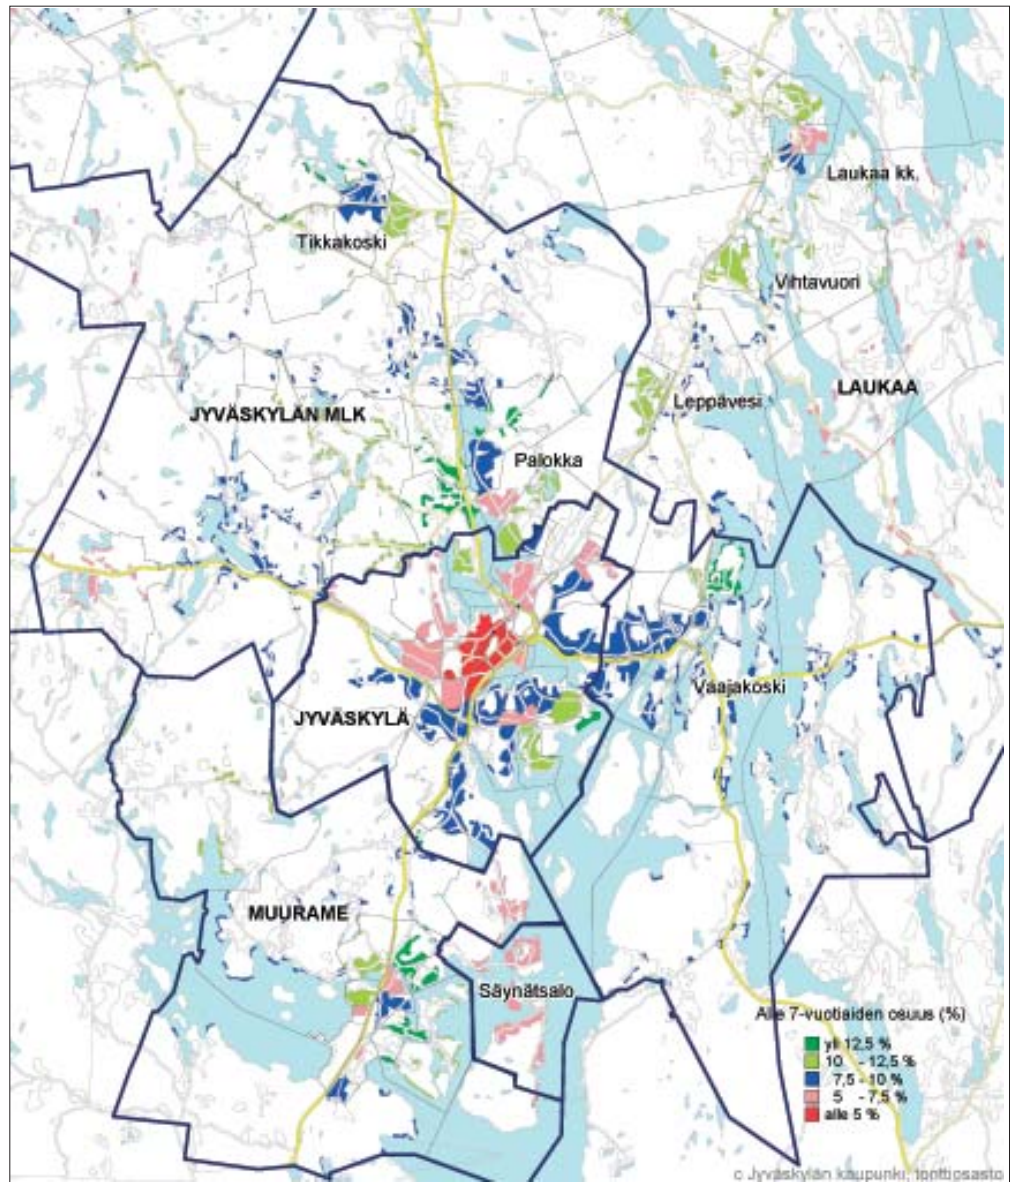 Laukaa kk.
Tikkakoski
Vihtavuori
LAUKAA
Leppävesi
JYVÄSKYLÄN MLK
Palokka
Vaajakoski
JYVÄSKYLÄ
MUURAME
Säynätsalo
Alle 7-vuotiaiden osuus (%)
yli 12,5 %
10 - 12,5 %
7,5 - 10 %
5 - 7,5 %
alle 5 %
c Jyväskylän kaupunki, tonttiosasto